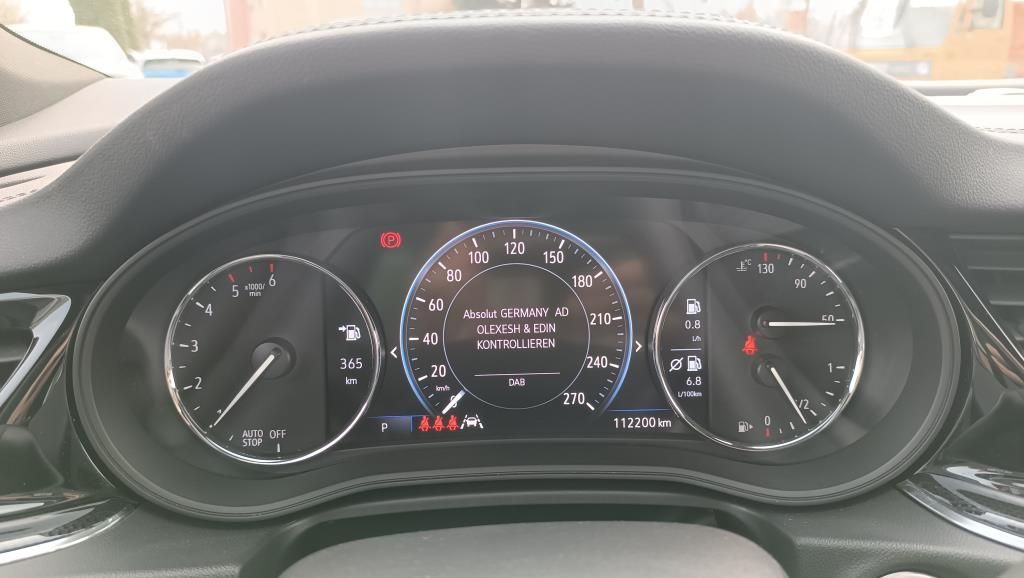 5 6
x1000/
min
4
3
2
1
AUTO OFF
STOP
365
km
P
P
100 120 150
80 180
60 210
40
20 240
km/h 270
0
Absolut GERMANY AD
OLEXESH & EDIN
KONTROLLIEREN
DAB
112200 km
0.8
L/h
6.8
L/100km
°C
130
90
50
1
1/2
0